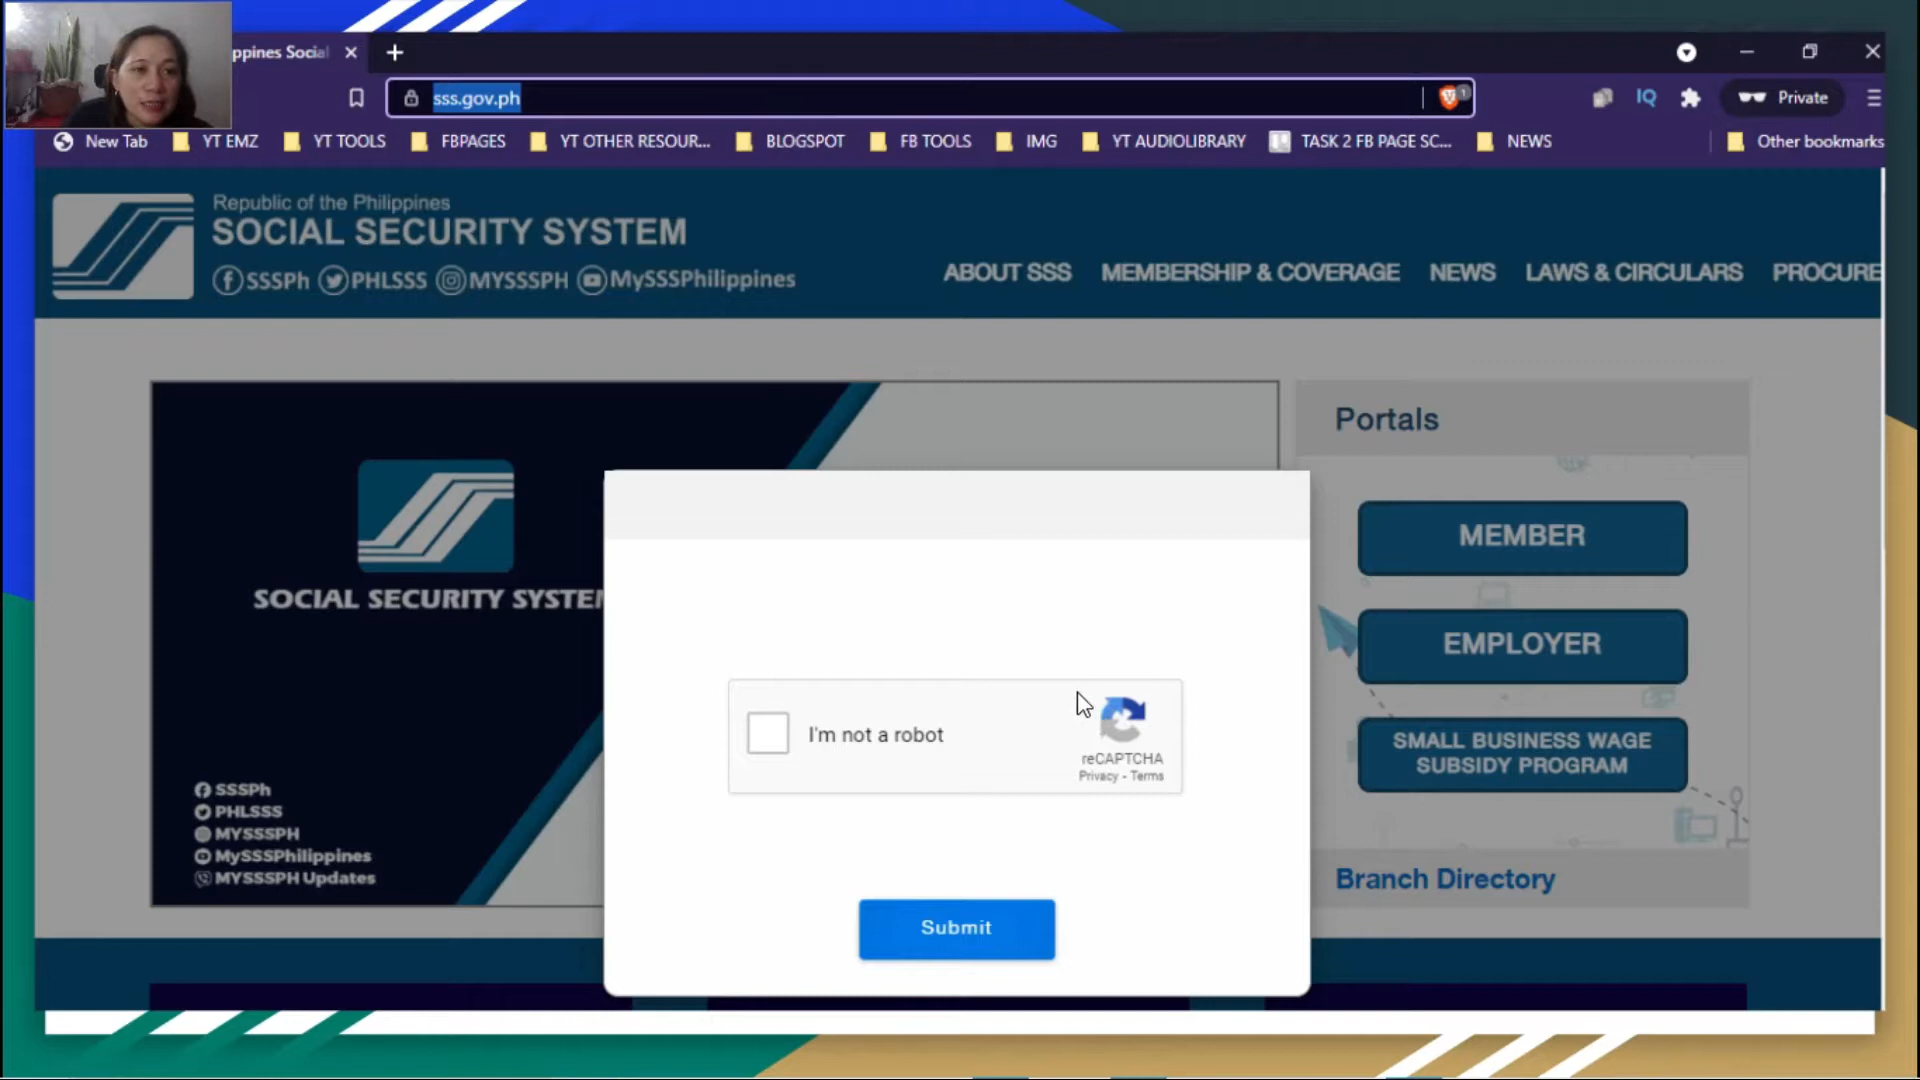 ppines Social
sss.gov.ph
1
IQ
Private
New Tab
YT EMZ
YT TOOLS
FBPAGES
YT OTHER RESOUR...
BLOGSPOT
FB TOOLS
IMG
YT AUDIOLIBRARY
TASK 2 FB PAGE SC...
NEWS
Other bookmarks
Republic of the Philippines
SOCIAL SECURITY SYSTEM
SSSPh PHLSSS MYSSSPH MySSSPhilippines
ABOUT SSS
MEMBERSHIP & COVERAGE
NEWS
LAWS & CIRCULARS
PROCURE
SOCIAL SECURITY SYSTEM
SSSPh
PHLSSS
MYSSSPH
MySSSPhilippines
MYSSSPH Updates
I'm not a robot
reCAPTCHA
Privacy - Terms
Submit
Portals
MEMBER
EMPLOYER
SMALL BUSINESS WAGE
SUBSIDY PROGRAM
Branch Directory